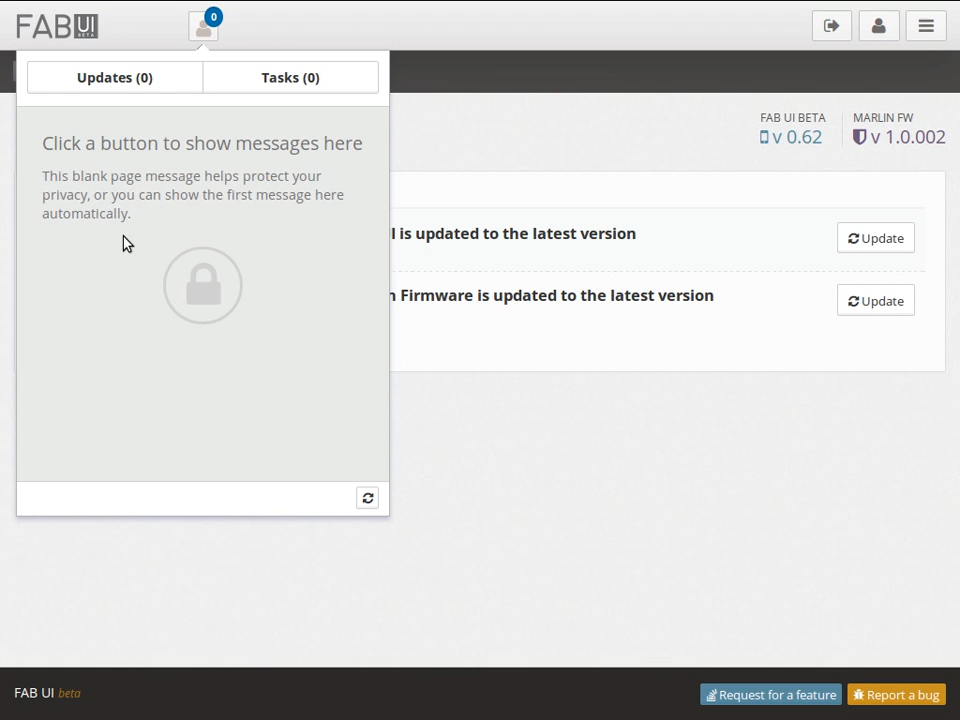 FABUI
BETA
0
Updates (0)
Tasks (0)
FAB UI BETA
v 0.62
MARLIN FW
v 1.0.002
Click a button to show messages here
This blank page message helps protect your
privacy, or you can show the first message here
automatically.
is updated to the latest version
Update
Firmware is updated to the latest version
Update
FAB UI beta
Request for a feature
Report a bug